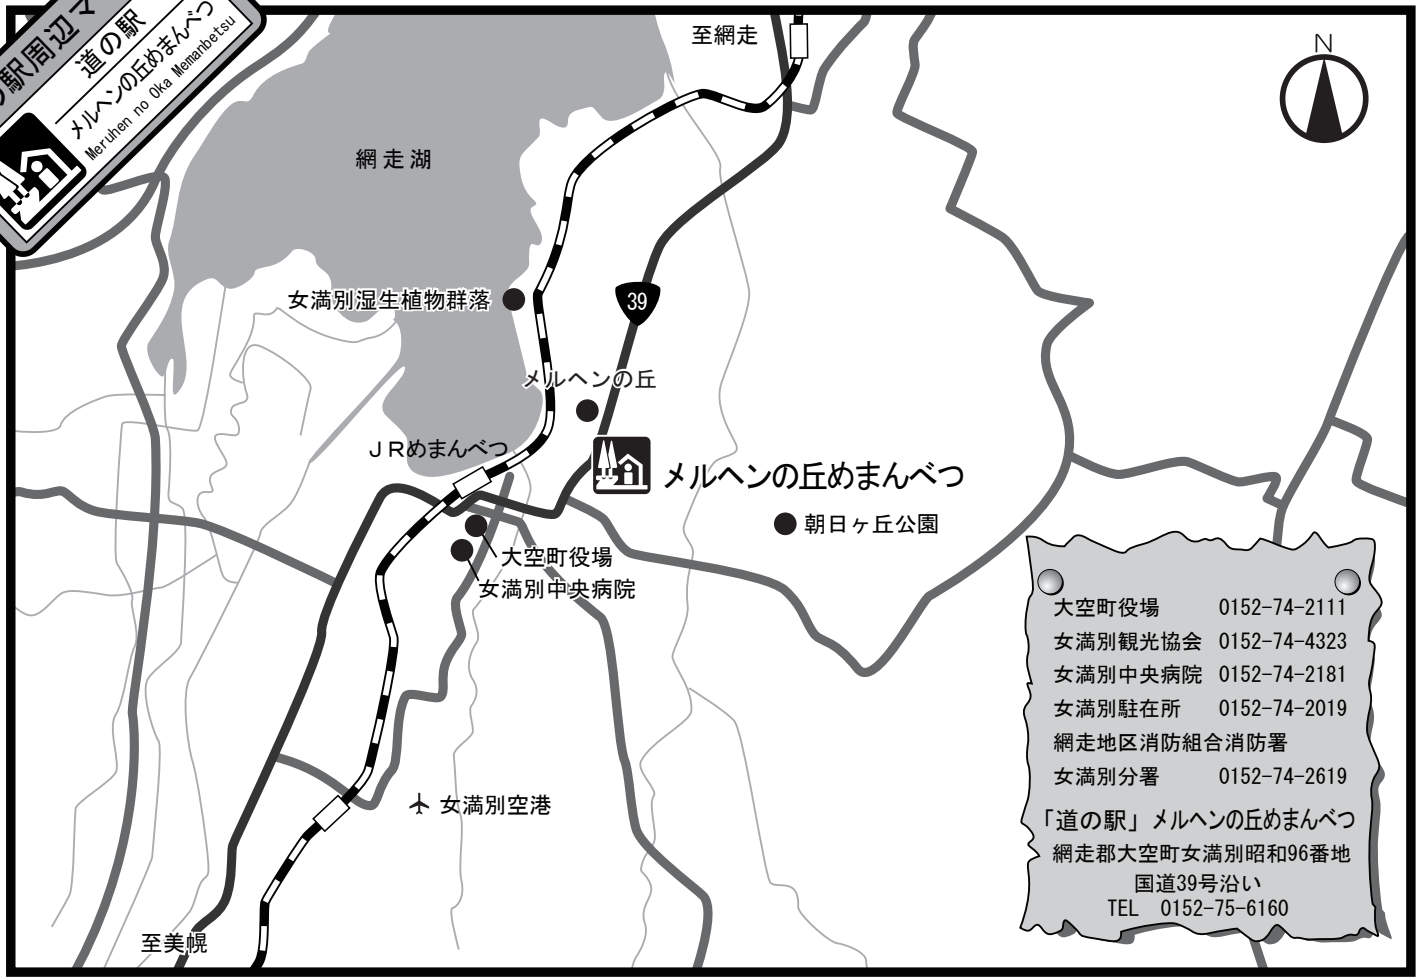 駅周辺マ
道の駅
メルヘンの丘めまんべつ
Meruhen no Oka Memanbetsu
至網走
N
網走湖
女満別湿生植物群落
39
メルヘンの丘
JRめまんべつ
メルヘンの丘めまんべつ
朝日ヶ丘公園
大空町役場
女満別中央病院
女満別空港
至美幌
大空町役場 0152-74-2111
女満別観光協会 0152-74-4323
女満別中央病院 0152-74-2181
女満別駐在所 0152-74-2019
網走地区消防組合消防署
女満別分署 0152-74-2619
「道の駅」メルヘンの丘めまんべつ
網走郡大空町女満別昭和96番地
国道39号沿い
TEL 0152-75-6160